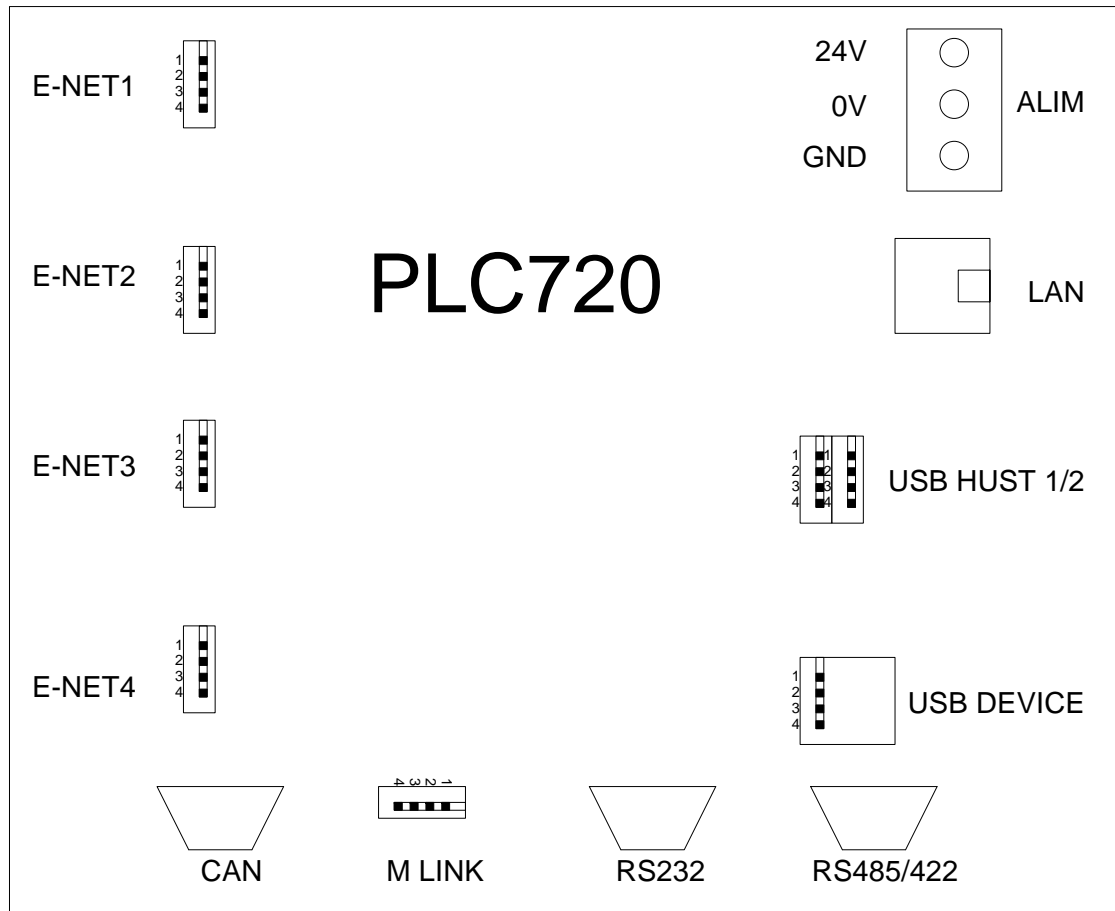 24V
1
2
3
4
E-NET1
ALIM
0V
GND
1
2
3
4
E-NET2
PLC720
LAN
1
2
3
4
E-NET3
1 1
2 2
3 3
4 4
USB HUST 1/2
1
2
3
4
E-NET4
1
2
3
4
USB DEVICE
4 3 2 1
CAN
M LINK
RS232
RS485/422